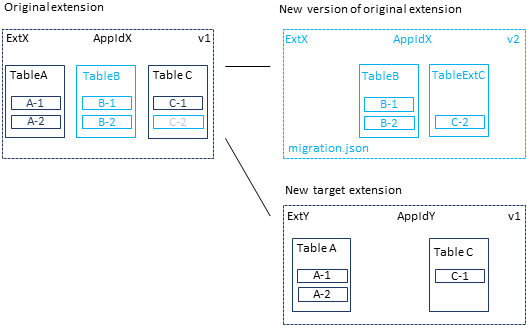 Original extension
ExtX AppIdX v1
TableA TableB Table C
A-1 B-1 C-1
A-2 B-2 C-2
New version of original extension
ExtX AppIdX v2
TableB TableExtC
B-1
B-2 C-2
migration.json
New target extension
ExtY AppIdY v1
Table A Table C
A-1 C-1
A-2